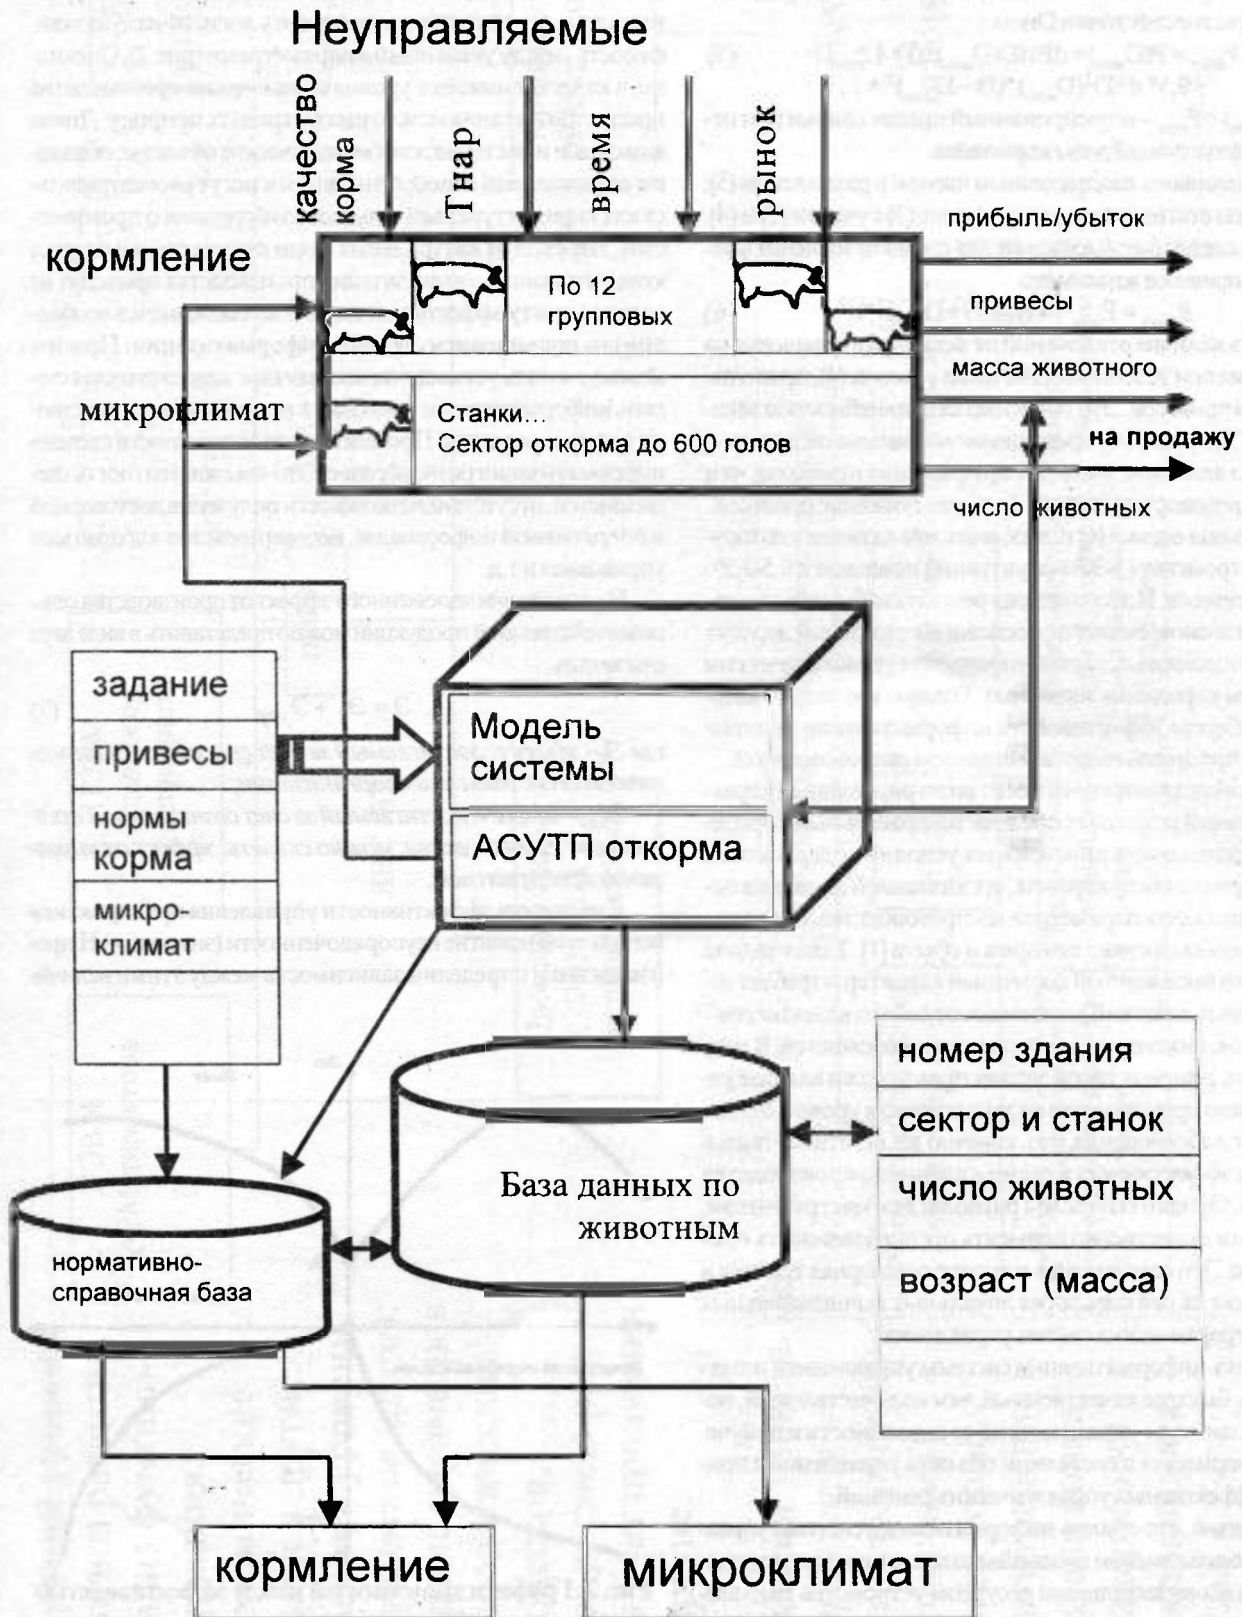 Неуправляемые
качество
корма
Тнар
время
рынок
кормление
По 12
групповых
прибыль/убыток
привесы
масса животного
на продажу
число животных
микроклимат
Станки...
Сектор откорма до 600 голов
задание
привесы
нормы
корма
микро-
климат
Модель
системы
АСУТП откорма
База данных по
животным
нормативно-
справочная база
номер здания
сектор и станок
число животных
возраст (масса)
кормление
микроклимат